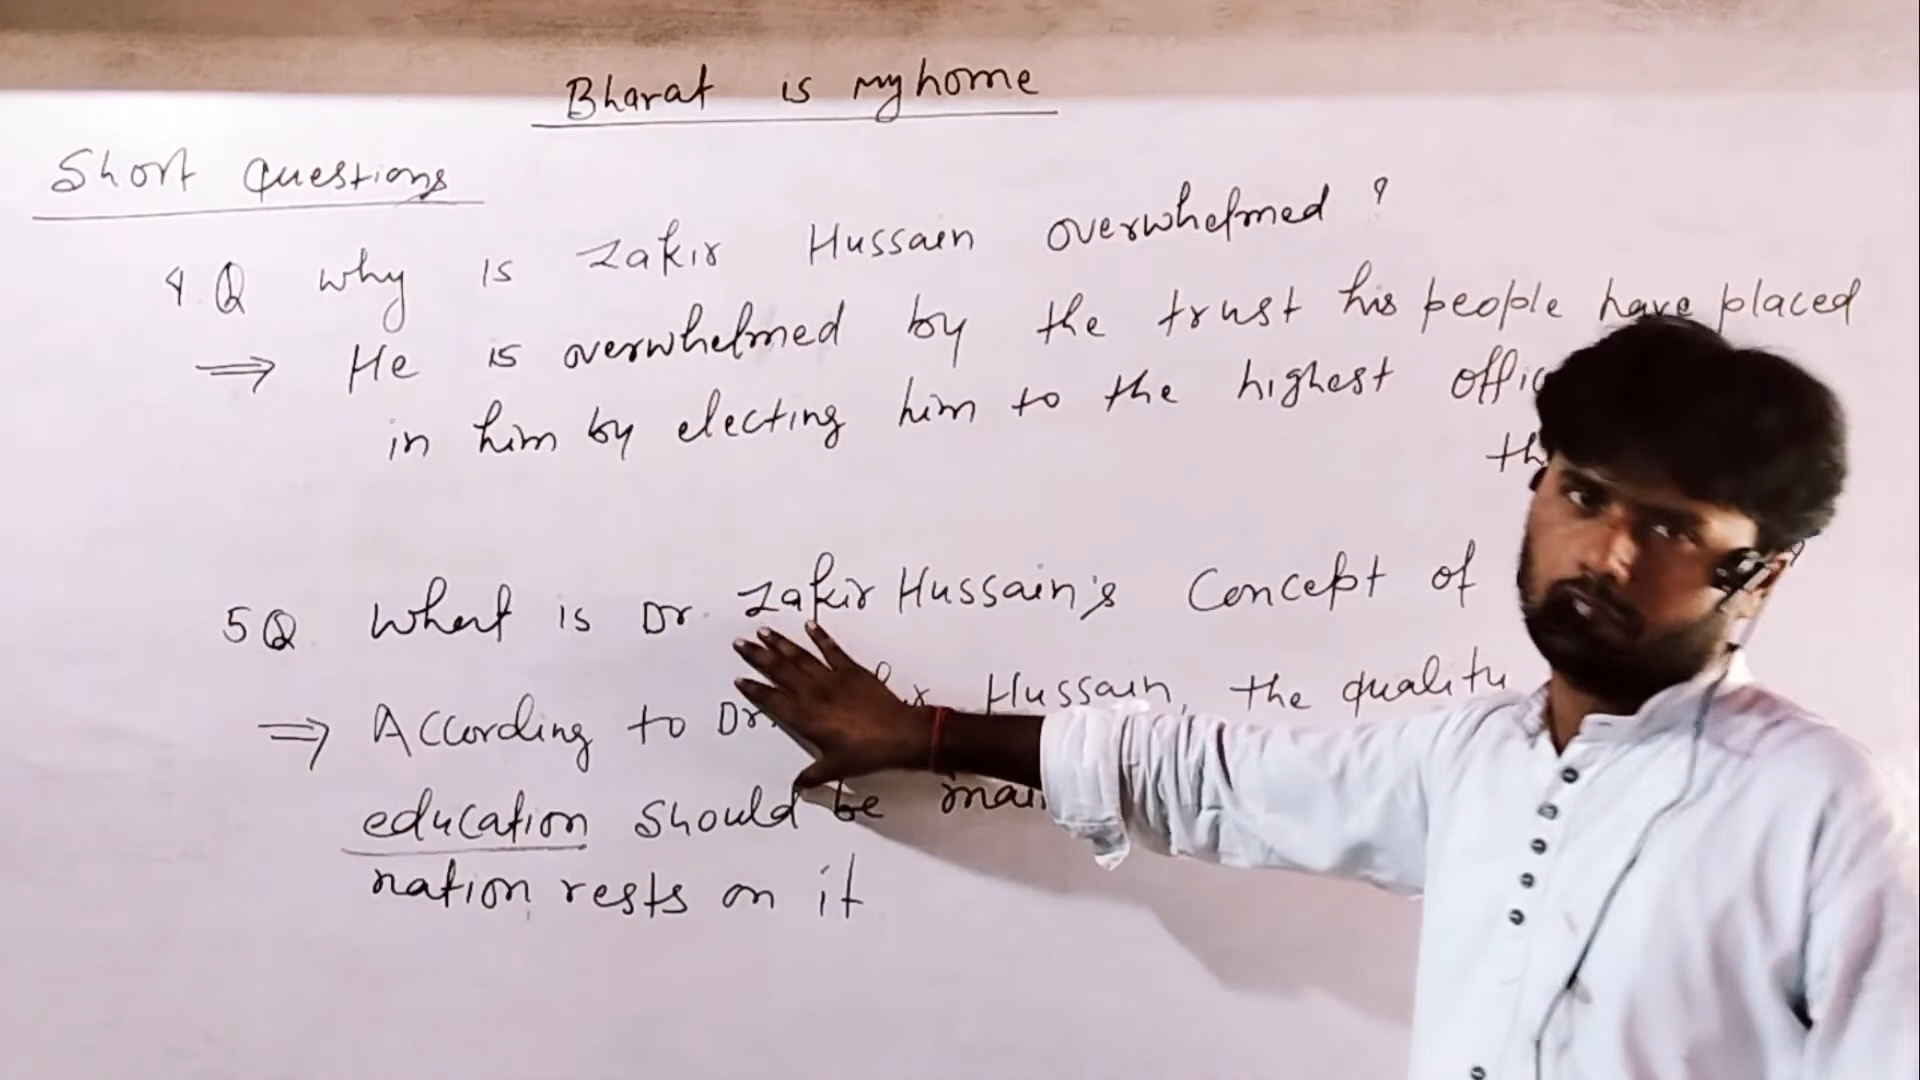 Bharat is my home
Short Questions
4 Q Why is Zakir Hussain overwhelmed ?
⇒ He is overwhelmed by the trust his people have placed
in him by electing him to the highest
5 Q What is Dr. Zakir Hussain's Concept of
⇒ According to Dr. Hussain, the quality
education should be
nation rests on it